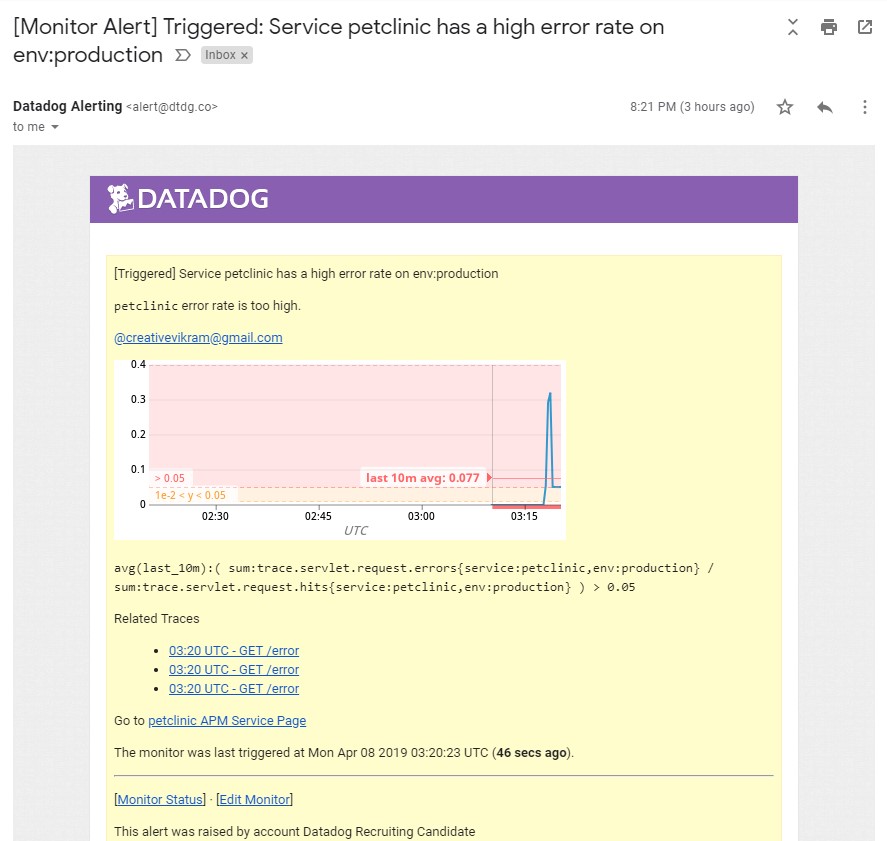 [Monitor Alert] Triggered: Service petclinic has a high error rate on
env:production Inbox ×
Datadog Alerting <alert@dtdg.co> 8:21 PM (3 hours ago)
to me
DATADOG
[Triggered] Service petclinic has a high error rate on env:production
petclinic error rate is too high.
@creativevikram@gmail.com
0.4
0.3
0.2
0.1
> 0.05
last 10m avg: 0.077
1e-2 < y < 0.05
0
02:30 02:45 03:00 03:15
UTC
avg(last_10m):( sum:trace.servlet.request.errors{service:petclinic,env:production} /
sum:trace.servlet.request.hits{service:petclinic,env:production} ) > 0.05
Related Traces
• 03:20 UTC - GET /error
• 03:20 UTC - GET /error
• 03:20 UTC - GET /error
Go to petclinic APM Service Page
The monitor was last triggered at Mon Apr 08 2019 03:20:23 UTC (46 secs ago).
[Monitor Status] · [Edit Monitor]
This alert was raised by account Datadog Recruiting Candidate